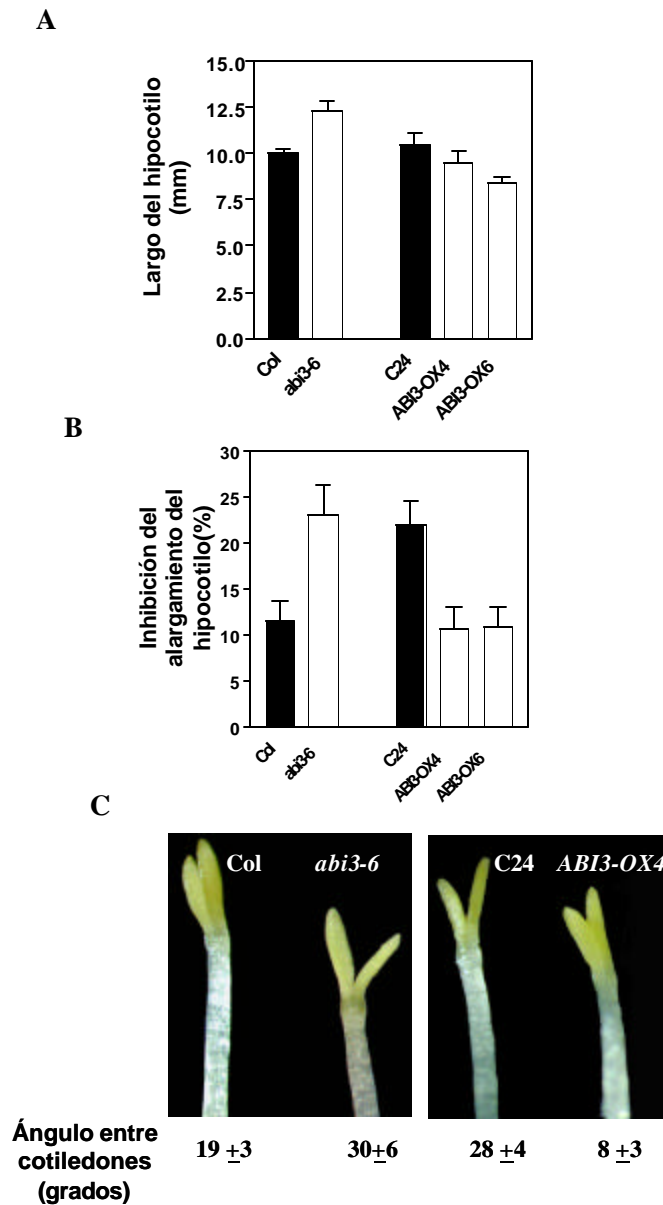 A
Largo del hipocotilo
(mm)
15.0
12.5
10.0
7.5
5.0
2.5
0.0
Col
abi3-6
C24
ABI3-OX4
ABI3-OX6
B
Inhibición del
alargamiento del
hipocotilo(%)
30
25
20
15
10
5
0
Col
abi3-6
C24
ABI3-OX4
ABI3-OX6
C
Col abi3-6
C24 ABI3-OX4
Ángulo entre
cotiledones
(grados)
19 ±3 30±6 28 ±4 8 ±3